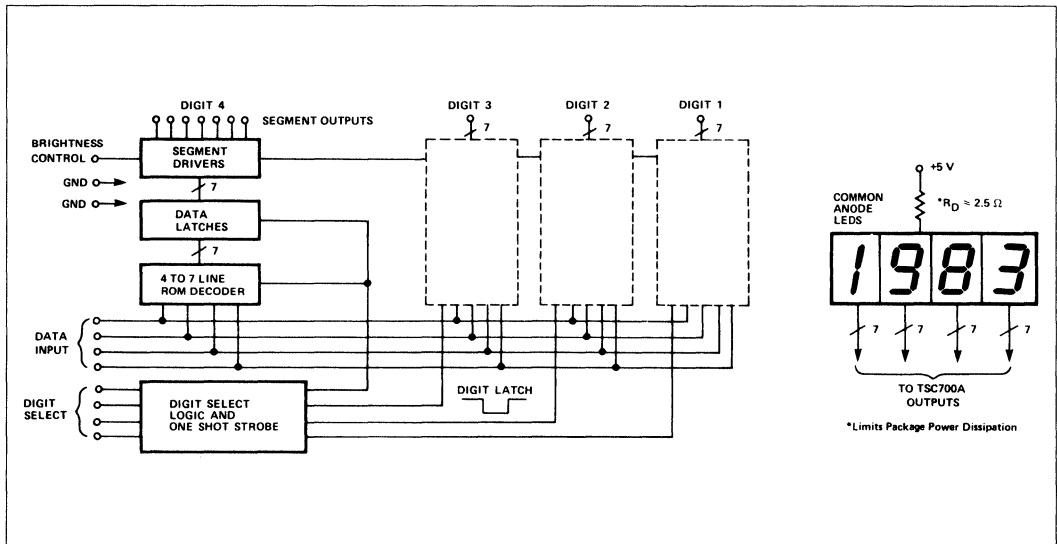 DIGIT 4
SEGMENT OUTPUTS
BRIGHTNESS
CONTROL
SEGMENT
DRIVERS
GND
GND
7
DATA
LATCHES
7
4 TO 7 LINE
ROM DECODER
DATA
INPUT
DIGIT
SELECT
DIGIT SELECT
LOGIC AND
ONE SHOT STROBE
DIGIT LATCH
DIGIT 3
7
DIGIT 2
7
DIGIT 1
7
+5 V
COMMON
ANODE
LEDS
*RD ≈ 2.5 Ω
1983
7
7
7
7
TO TSC700A
OUTPUTS
*Limits Package Power Dissipation